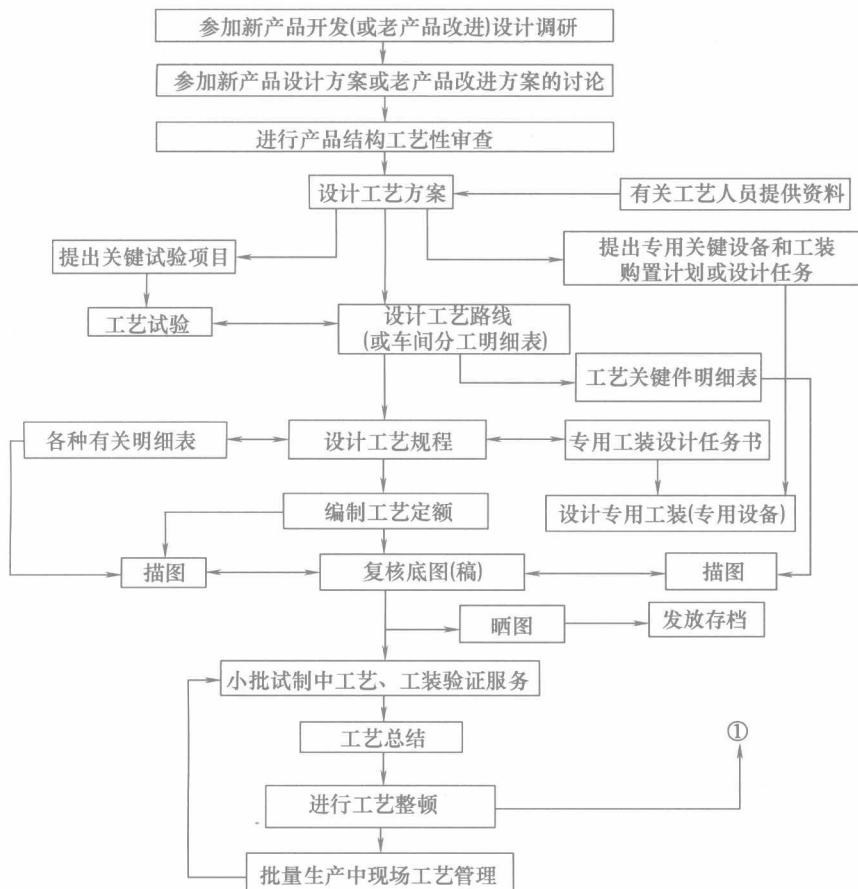 参加新产品开发(或老产品改进)设计调研
参加新产品设计方案或老产品改进方案的讨论
进行产品结构工艺性审查
设计工艺方案
有关工艺人员提供资料
提出关键试验项目
提出专用关键设备和工装
购置计划或设计任务
工艺试验
设计工艺路线
(或车间分工明细表)
工艺关键件明细表
各种有关明细表
设计工艺规程
专用工装设计任务书
编制工艺定额
设计专用工装(专用设备)
描图
复核底图(稿)
描图
晒图
发放存档
小批试制中工艺、工装验证服务
工艺总结
①
进行工艺整顿
批量生产中现场工艺管理